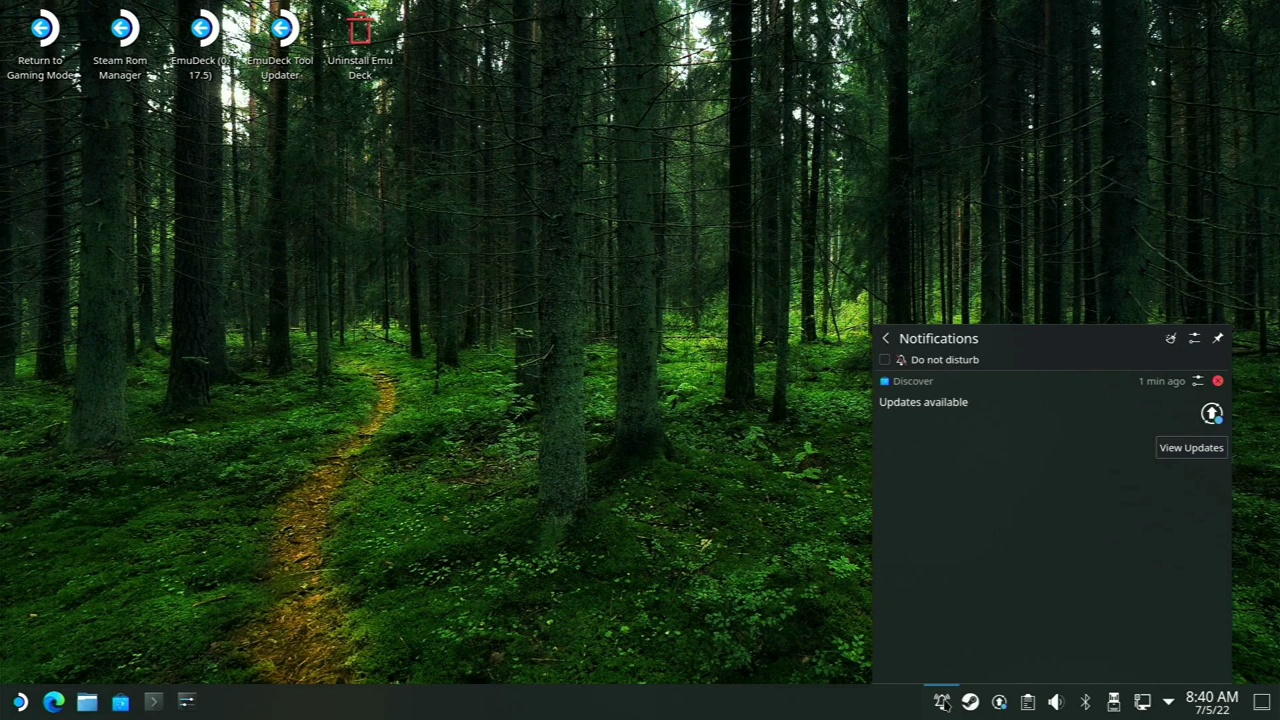 Return to
Gaming Mode
Steam Rom
Manager
EmuDeck (0.
17.5)
EmuDeck Tool
Updater
Uninstall Emu
Deck
Notifications
Do not disturb
Discover
1 min ago
Updates available
View Updates
8:40 AM
7/5/22